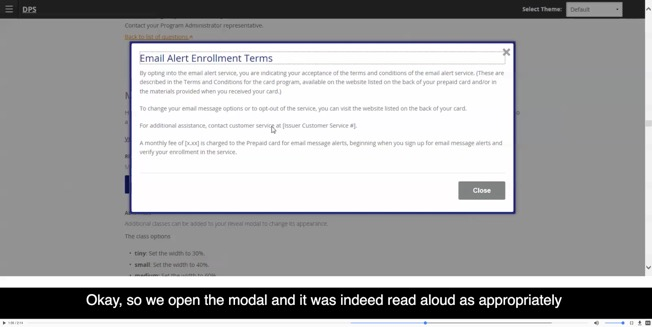 DPS
Select Theme:
Default
Contact your Program Administrator representative.
Back to list of questions ^
Email Alert Enrollment Terms
By opting into the email alert service, you are indicating your acceptance of the terms and conditions of the email alert service. (These are
described in the Terms and Conditions for the card program, available on the website listed on the back of your prepaid card and/or in
the materials provided when you received your card.)
To change your email message options or to opt-out of the service, you can visit the website listed on the back of your card.
For additional assistance, contact customer service at [Issuer Customer Service #].
A monthly fee of [x.xx] is charged to the Prepaid card for email message alerts, beginning when you sign up for email message alerts and
verify your enrollment in the service.
Close
Additional classes can be added to your reveal modal to change its appearance.
The class options
• tiny: Set the width to 30%.
• small: Set the width to 40%.
Okay, so we open the modal and it was indeed read aloud as appropriately